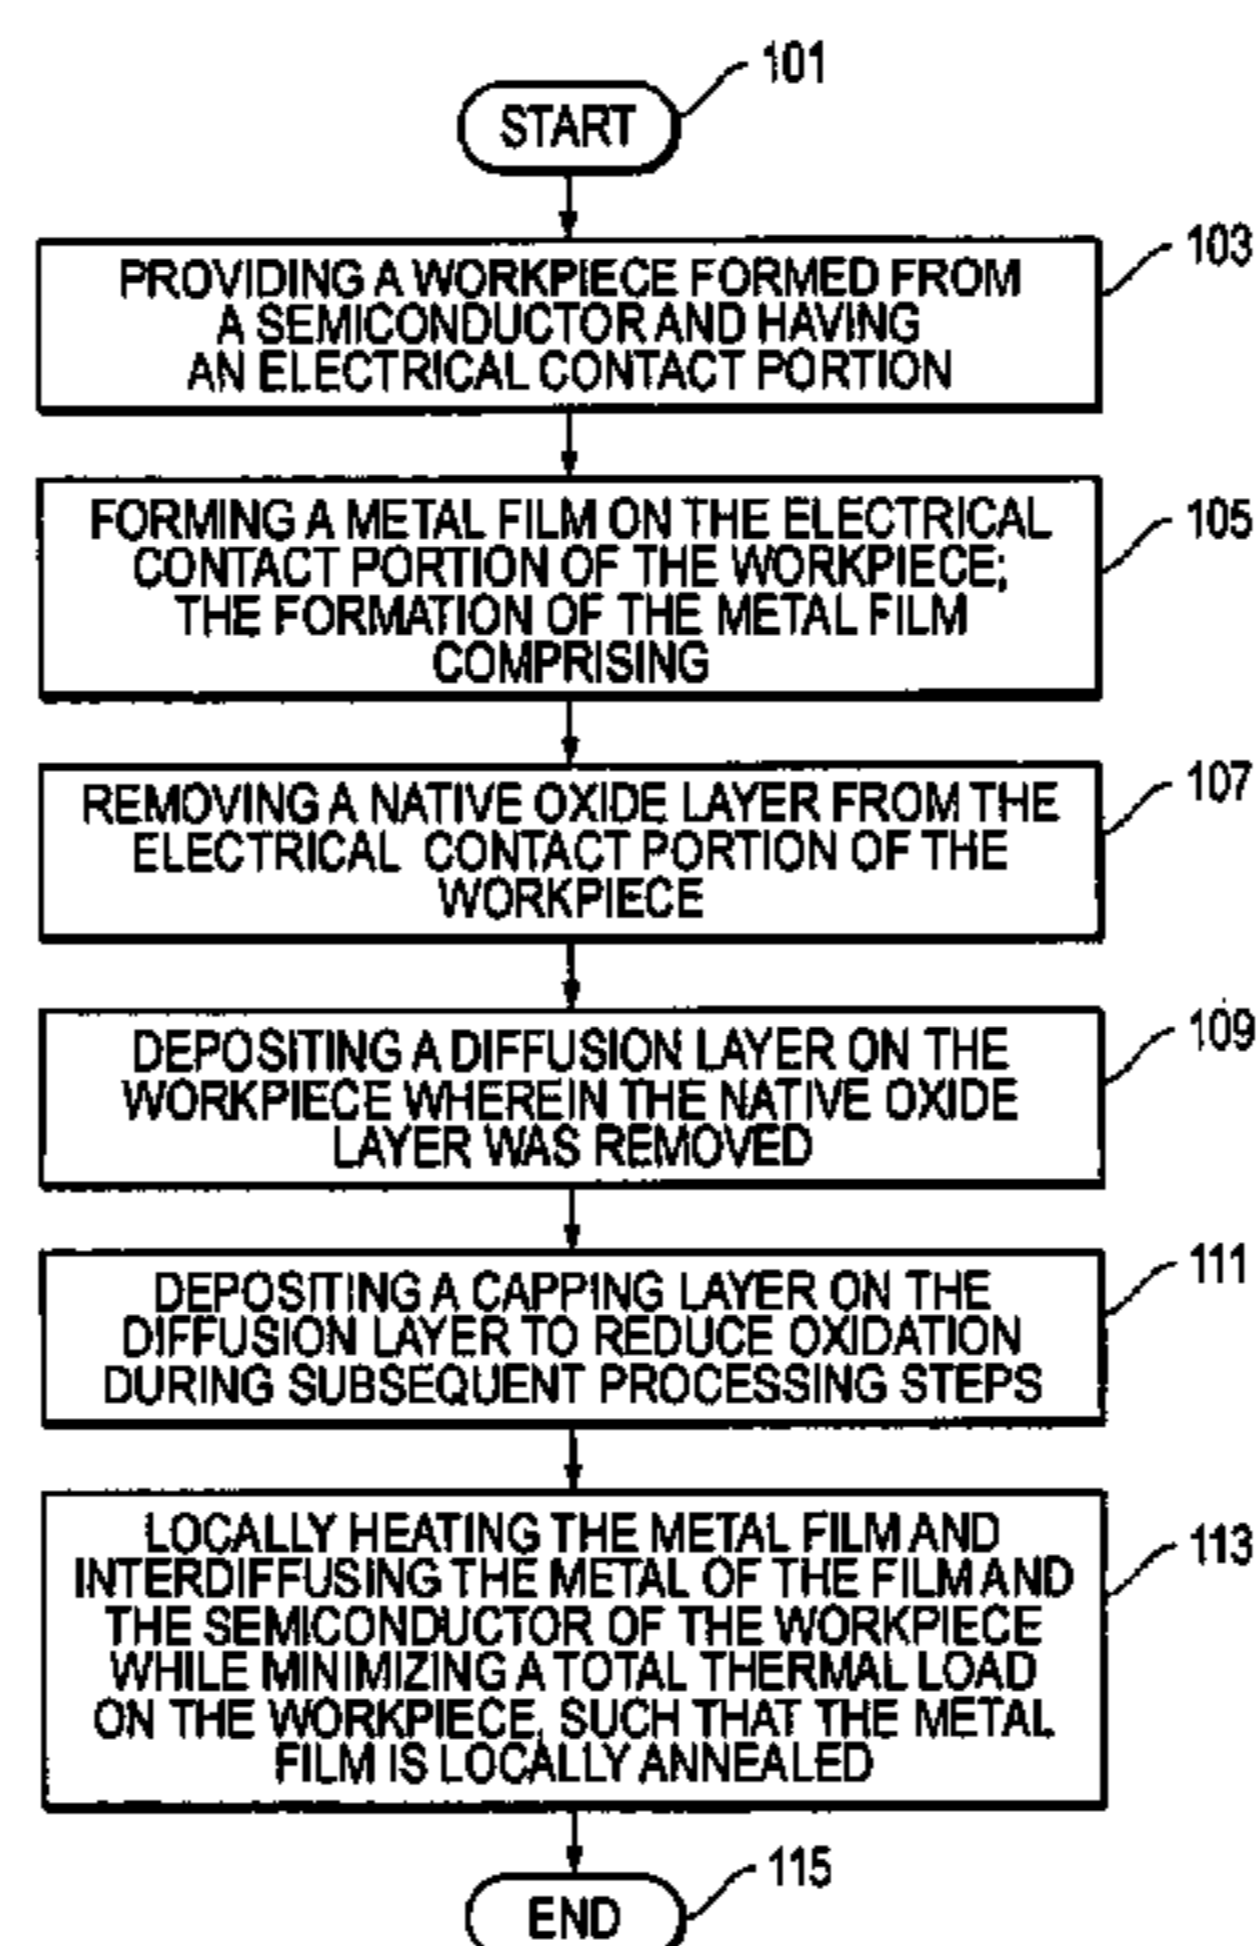 101
START
103
PROVIDING A WORKPIECE FORMED FROM
A SEMICONDUCTOR AND HAVING
AN ELECTRICAL CONTACT PORTION
105
FORMING A METAL FILM ON THE ELECTRICAL
CONTACT PORTION OF THE WORKPIECE;
THE FORMATION OF THE METAL FILM
COMPRISING
107
REMOVING A NATIVE OXIDE LAYER FROM THE
ELECTRICAL CONTACT PORTION OF THE
WORKPIECE
109
DEPOSITING A DIFFUSION LAYER ON THE
WORKPIECE WHEREIN THE NATIVE OXIDE
LAYER WAS REMOVED
111
DEPOSITING A CAPPING LAYER ON THE
DIFFUSION LAYER TO REDUCE OXIDATION
DURING SUBSEQUENT PROCESSING STEPS
113
LOCALLY HEATING THE METAL FILM AND
INTERDIFFUSING THE METAL OF THE FILM AND
THE SEMICONDUCTOR OF THE WORKPIECE
WHILE MINIMIZING A TOTAL THERMAL LOAD
ON THE WORKPIECE, SUCH THAT THE METAL
FILM IS LOCALLY ANNEALED
115
END